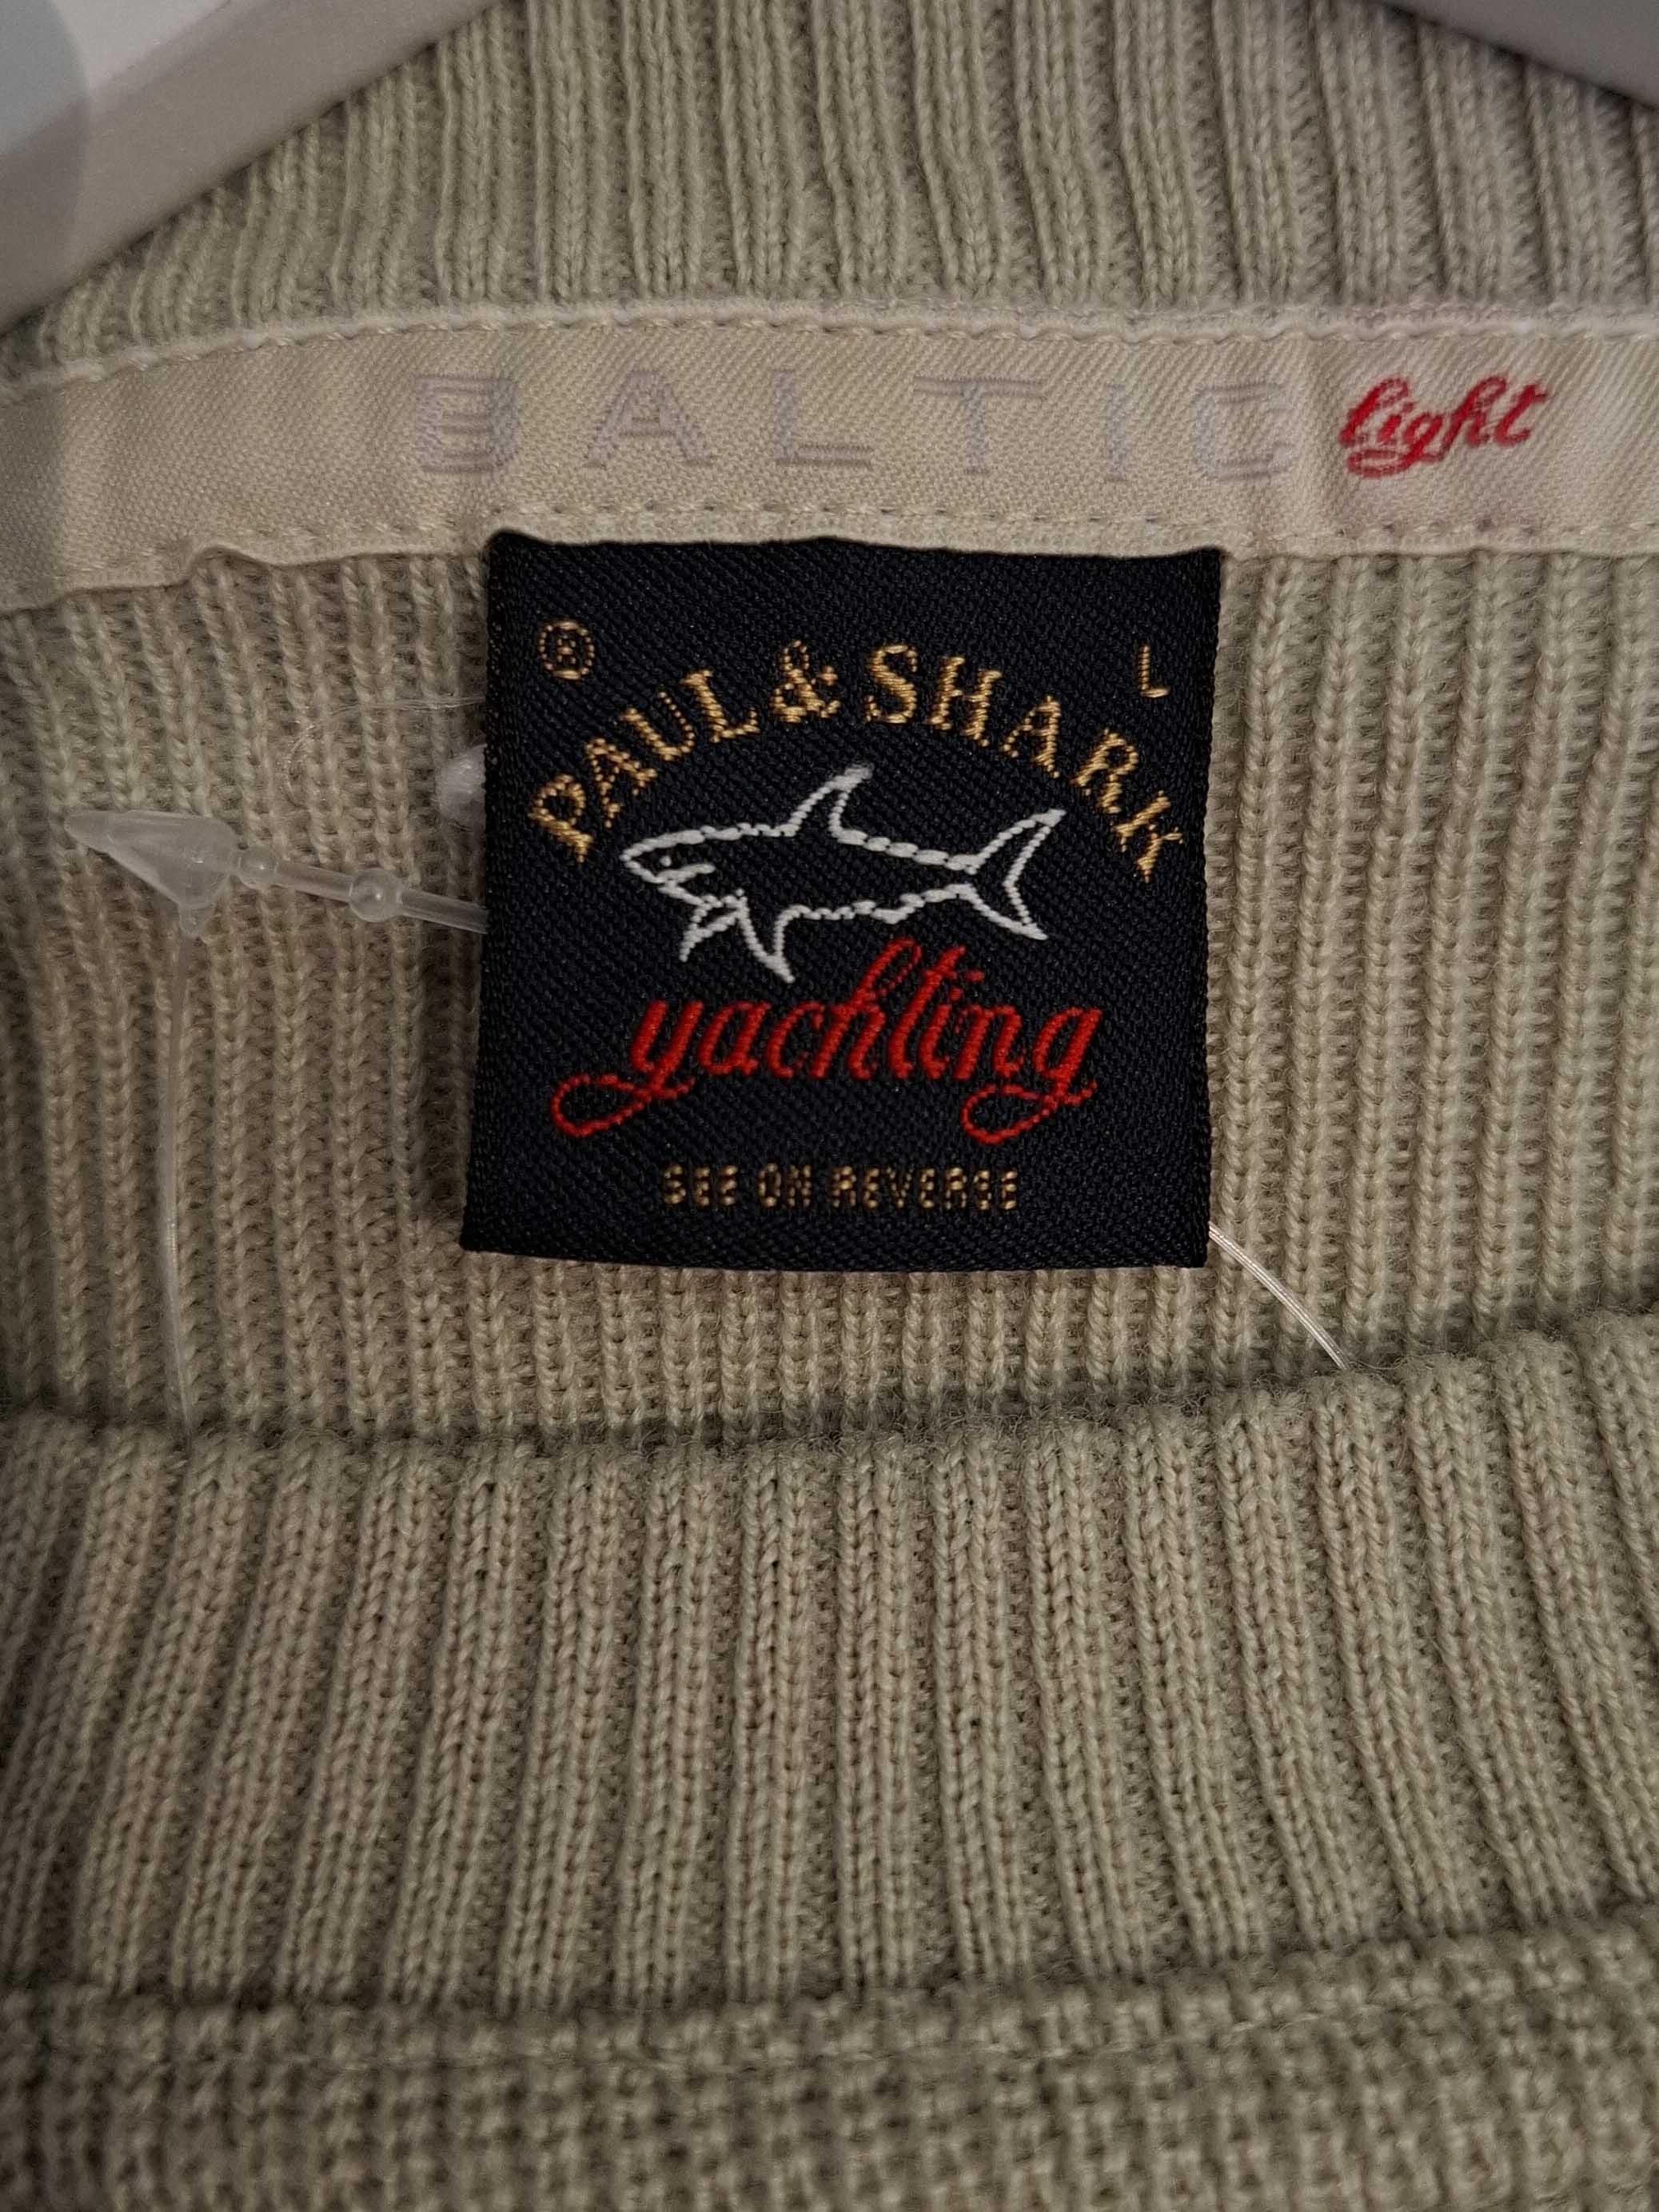 BALTIC light
® L
PAUL & SHARK
yachting
SEE ON REVERSE